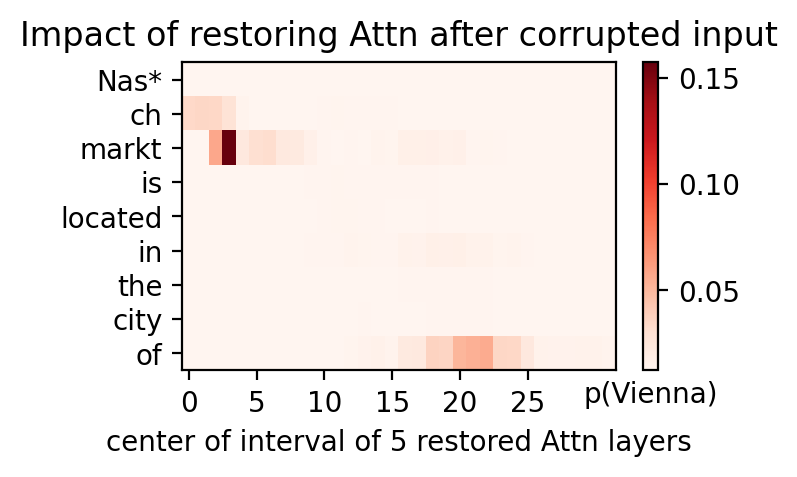 Impact of restoring Attn after corrupted input
Nas*
ch
markt
is
located
in
the
city
of
0 5 10 15 20 25
center of interval of 5 restored Attn layers
0.15
0.10
0.05
p(Vienna)